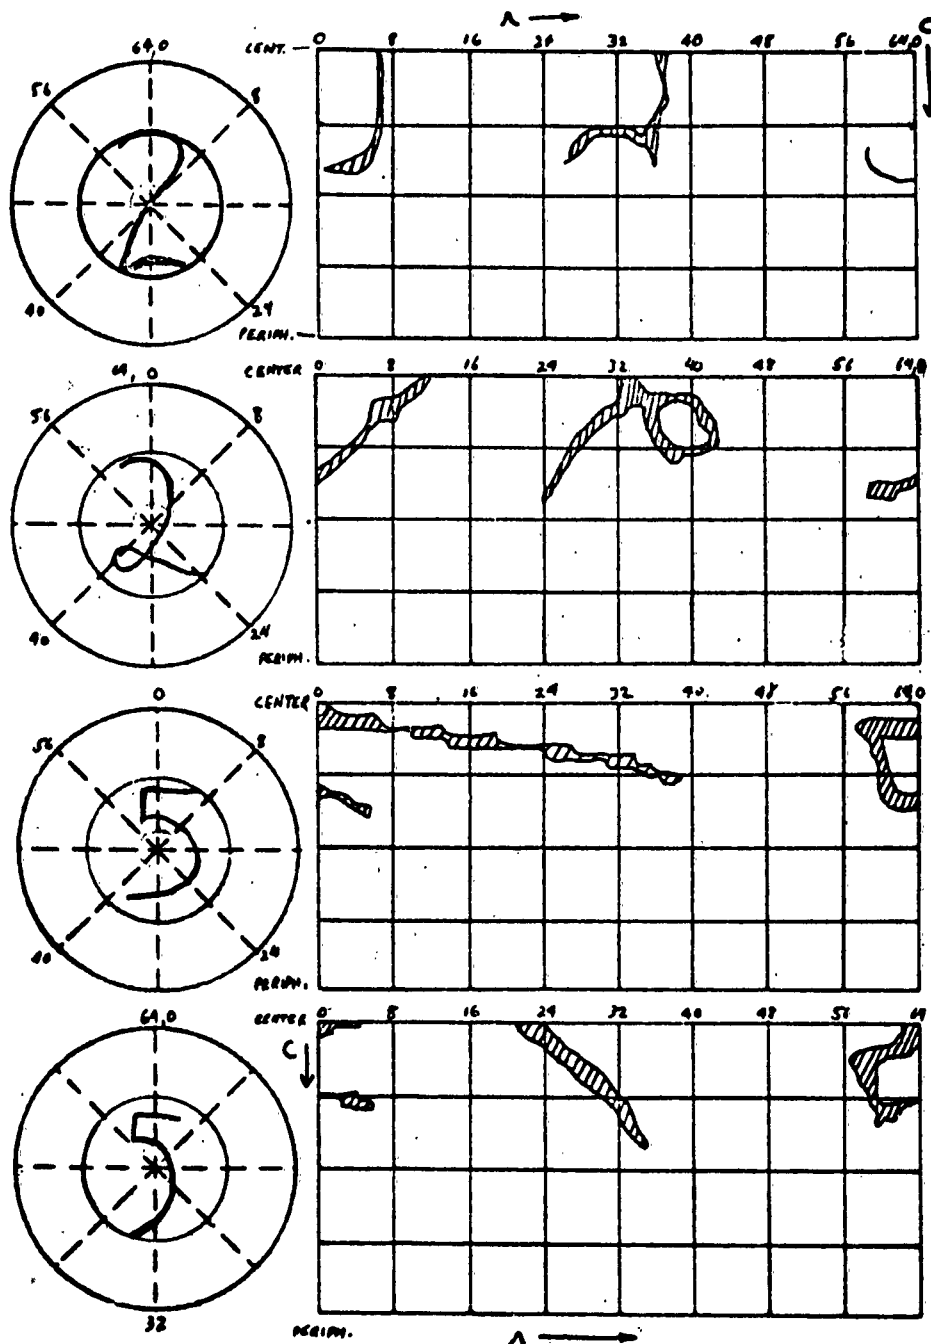 R →
64,0 CENT. 0 8 16 24 32 40 48 56 64,0 C ↓
56 8
40 24
PERIPH.
64, 0 CENTER 0 8 16 24 32 40 48 56 64,0
56 8
40 24
PERIPH.
0 CENTER 0 8 16 24 32 40 48 56 64,0
56 8
40 24
PERIPH.
64,0 CENTER 0 8 16 24 32 40 48 56 64
C ↓
32 PERIPH.